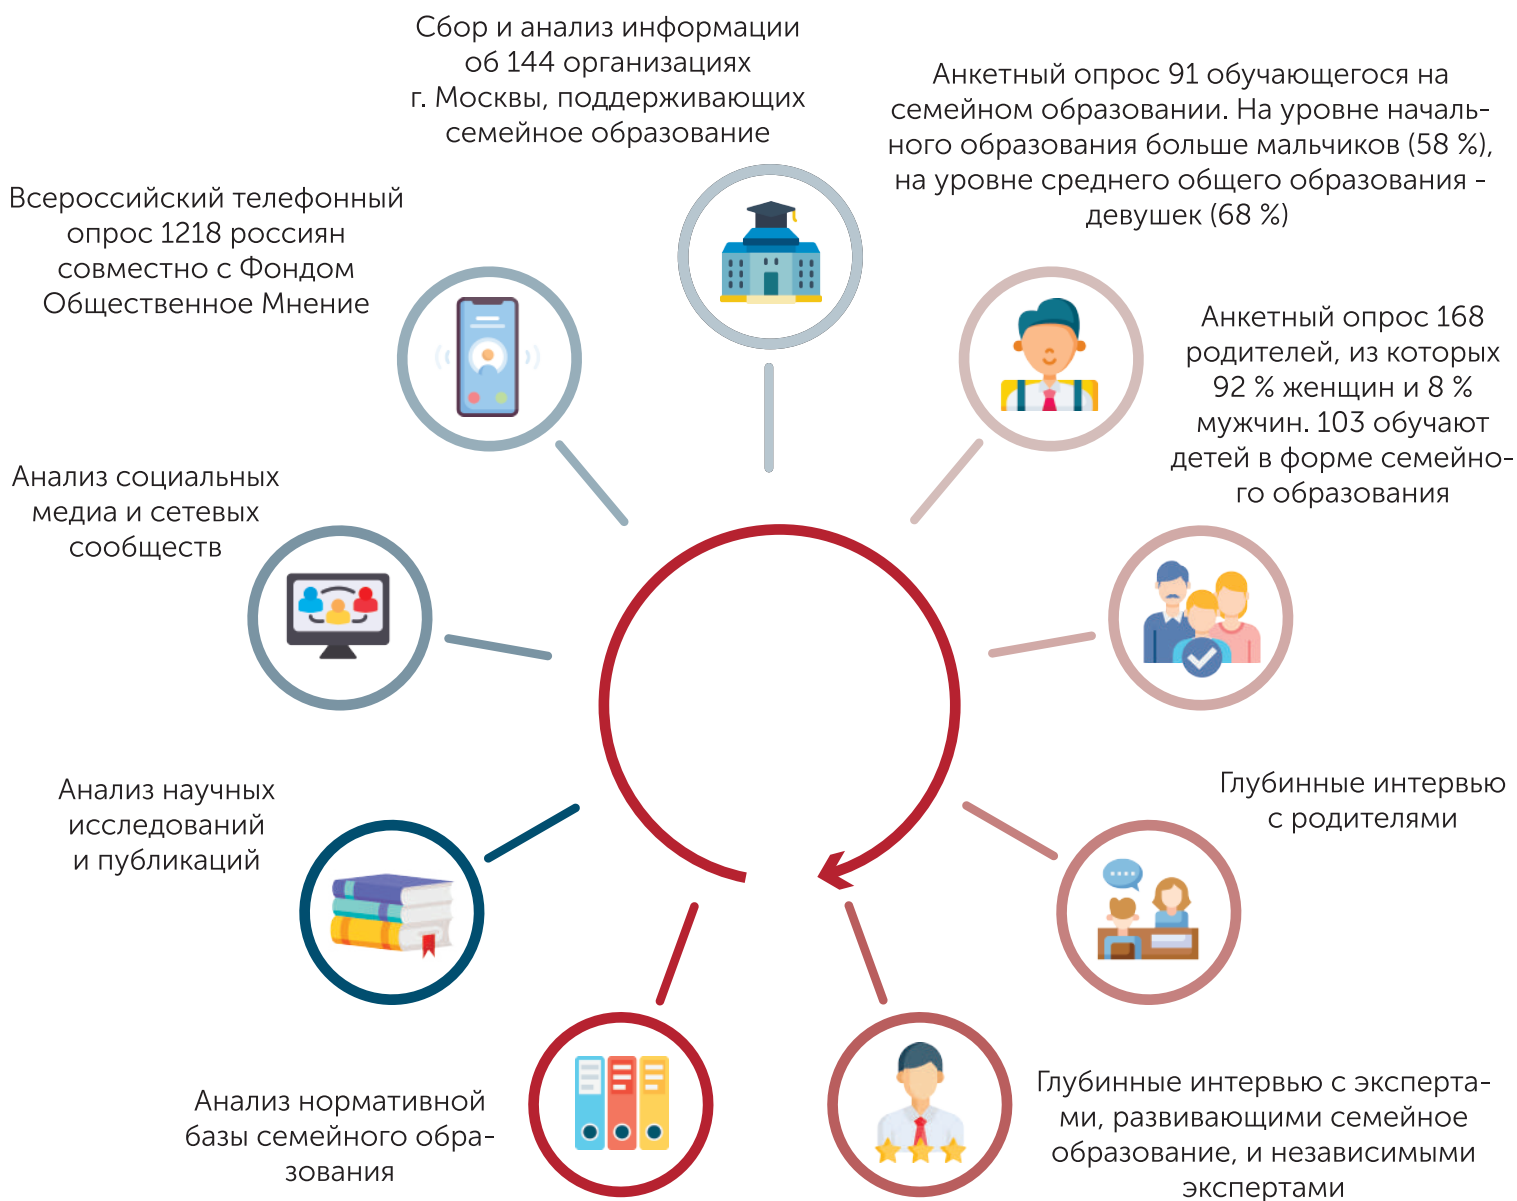 Сбор и анализ информации
об 144 организациях
г. Москвы, поддерживающих
семейное образование
Анкетный опрос 91 обучающегося на
семейном образовании. На уровне началь-
ного образования больше мальчиков (58 %),
на уровне среднего общего образования -
девушек (68 %)
Всероссийский телефонный
опрос 1218 россиян
совместно с Фондом
Общественное Мнение
Анкетный опрос 168
родителей, из которых
92 % женщин и 8 %
мужчин. 103 обучают
детей в форме семейно-
го образования
Анализ социальных
медиа и сетевых
сообществ
Глубинные интервью
с родителями
Анализ научных
исследований
и публикаций
Глубинные интервью с эксперта-
ми, развивающими семейное
образование, и независимыми
экспертами
Анализ нормативной
базы семейного обра-
зования